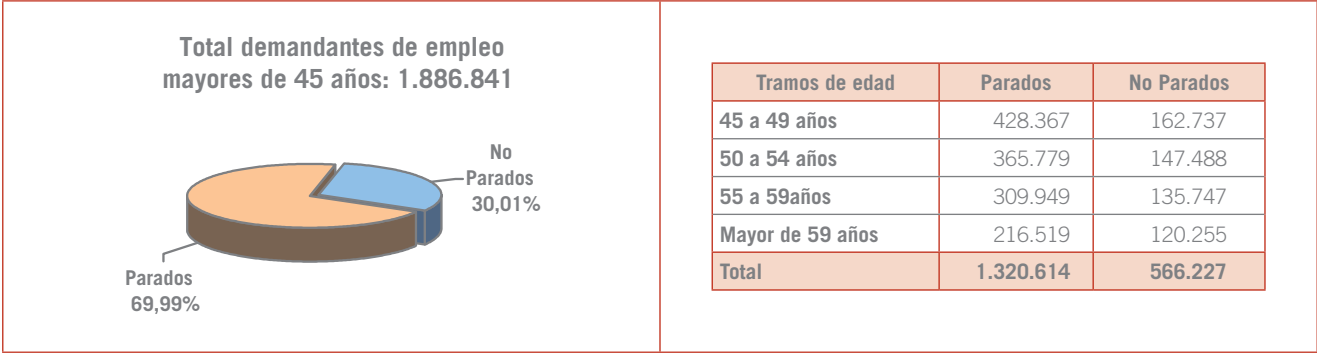 Total demandantes de empleo
mayores de 45 años: 1.886.841
No
Parados
30,01%
Parados
69,99%
Tramos de edad Parados No Parados
45 a 49 años 428.367 162.737
50 a 54 años 365.779 147.488
55 a 59años 309.949 135.747
Mayor de 59 años 216.519 120.255
Total 1.320.614 566.227